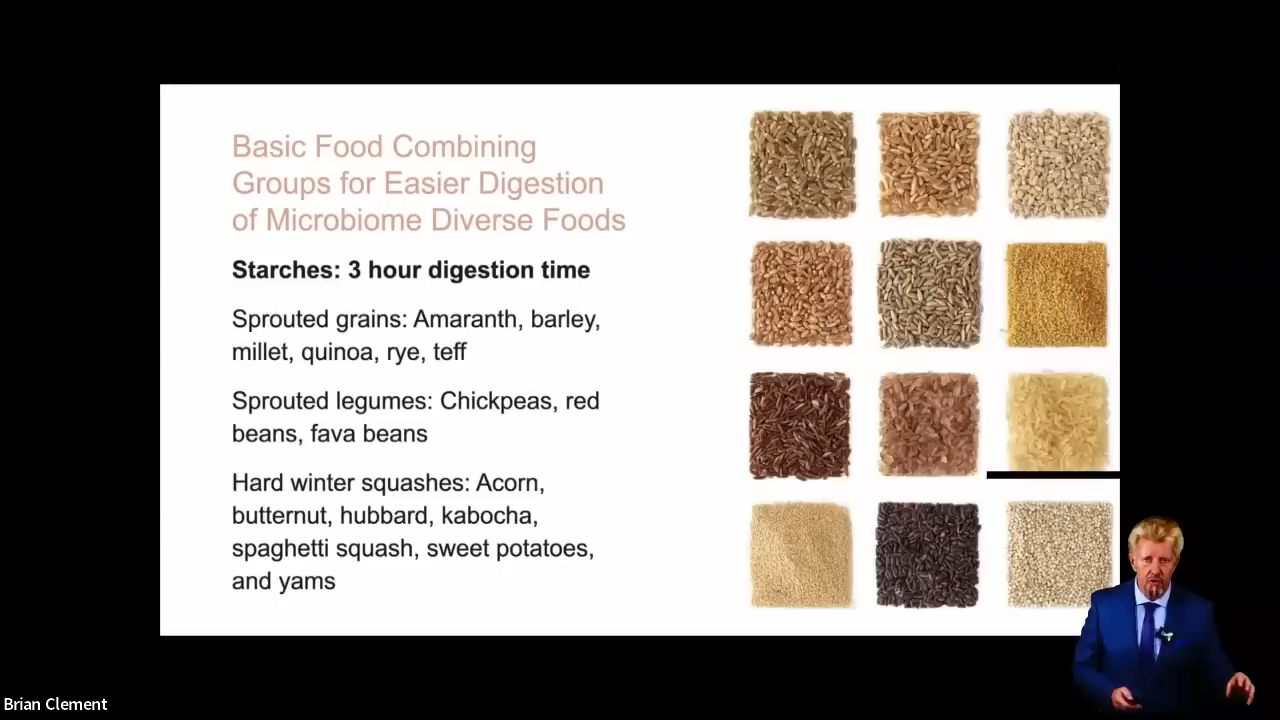 Basic Food Combining
Groups for Easier Digestion
of Microbiome Diverse Foods
Starches: 3 hour digestion time
Sprouted grains: Amaranth, barley,
millet, quinoa, rye, teff
Sprouted legumes: Chickpeas, red
beans, fava beans
Hard winter squashes: Acorn,
butternut, hubbard, kabocha,
spaghetti squash, sweet potatoes,
and yams
Brian Clement